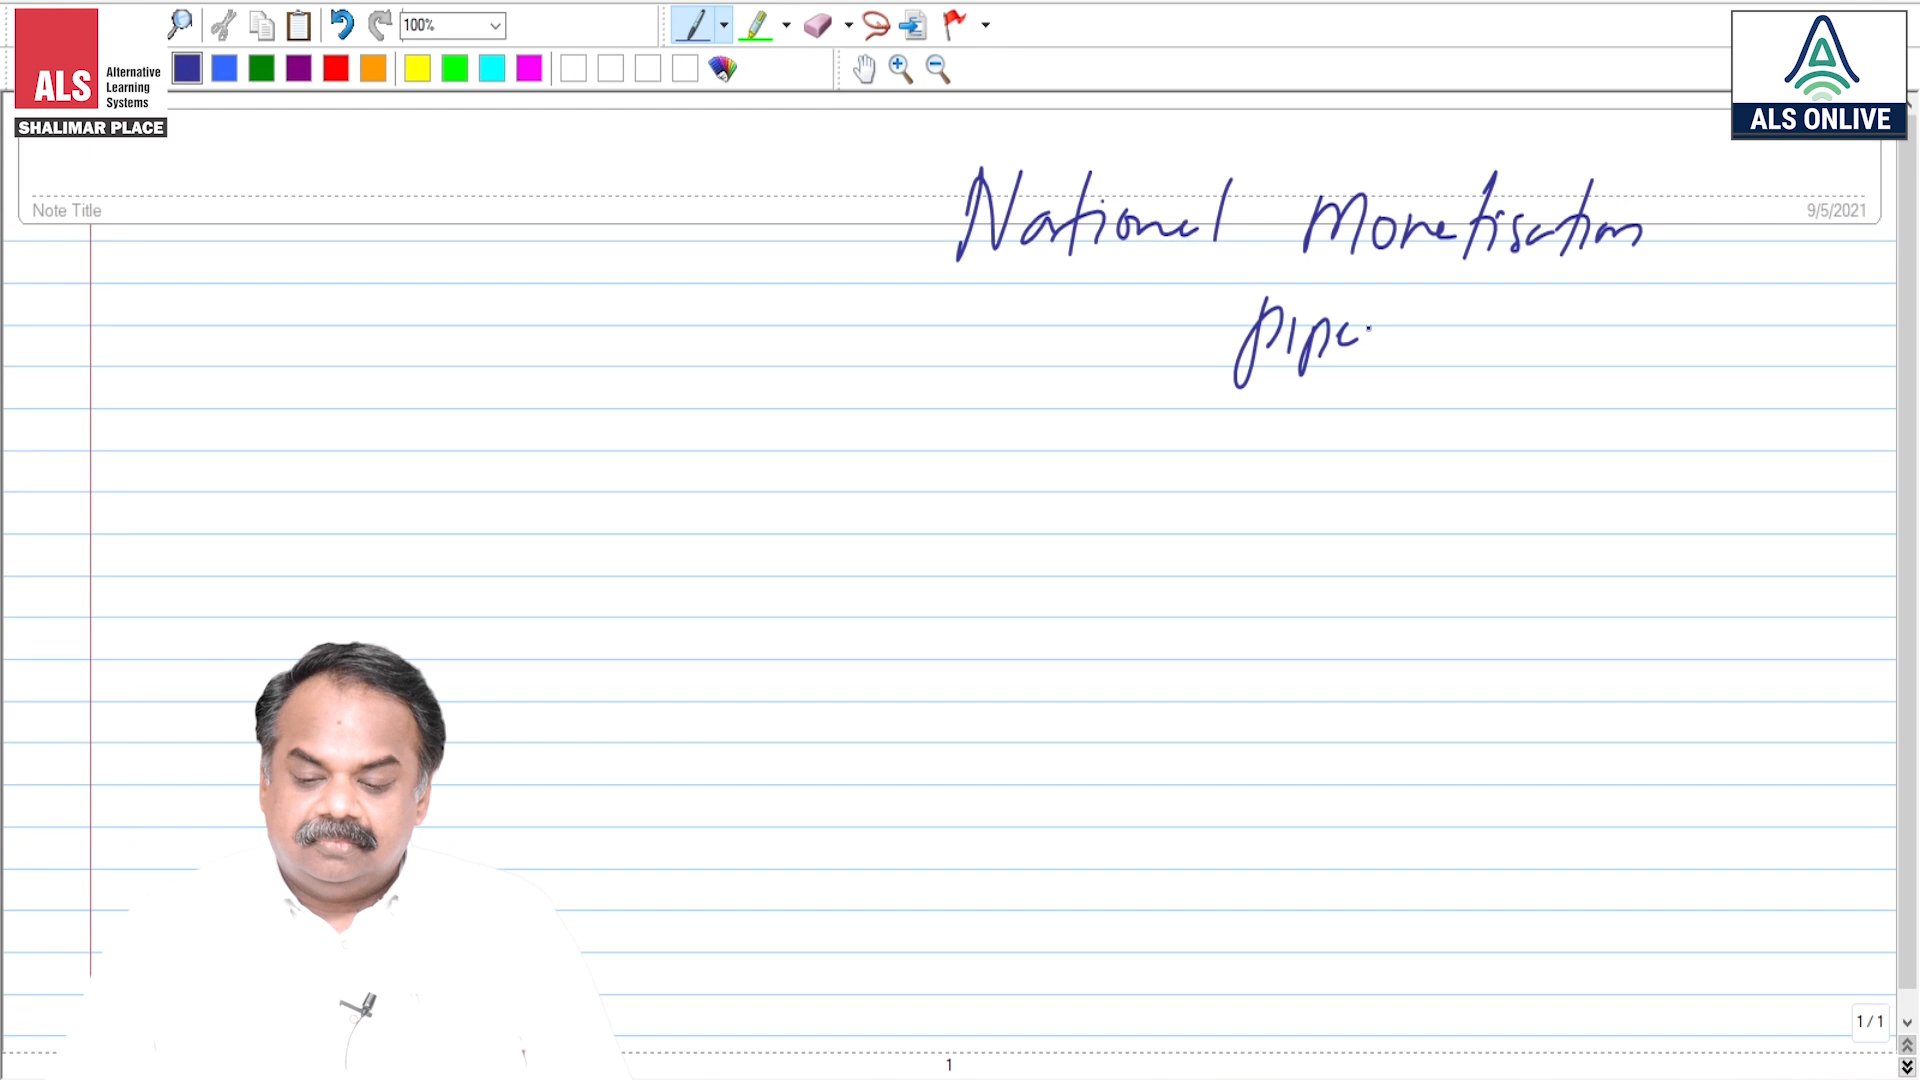 100%
ALS
Alternative
Learning
Systems
SHALIMAR PLACE
ALS ONLIVE
Note Title
9/5/2021
National Monetisation
pipe
1 / 1
1